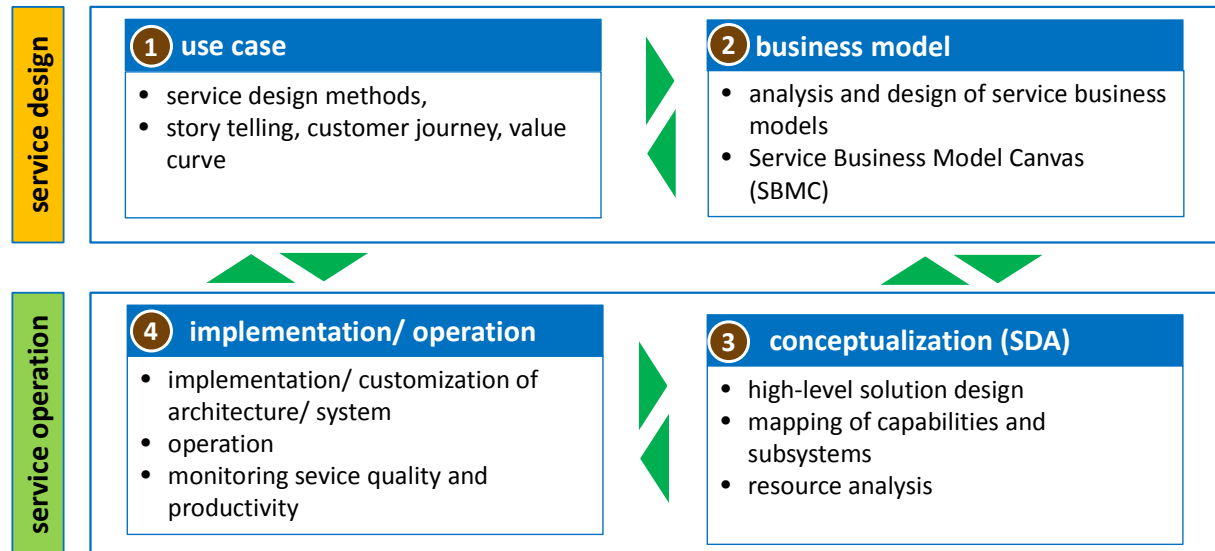 service design
1 use case
• service design methods,
• story telling, customer journey, value
curve
2 business model
• analysis and design of service business
models
• Service Business Model Canvas
(SBMC)
service operation
4 implementation/ operation
• implementation/ customization of
architecture/ system
• operation
• monitoring sevice quality and
productivity
3 conceptualization (SDA)
• high-level solution design
• mapping of capabilities and
subsystems
• resource analysis